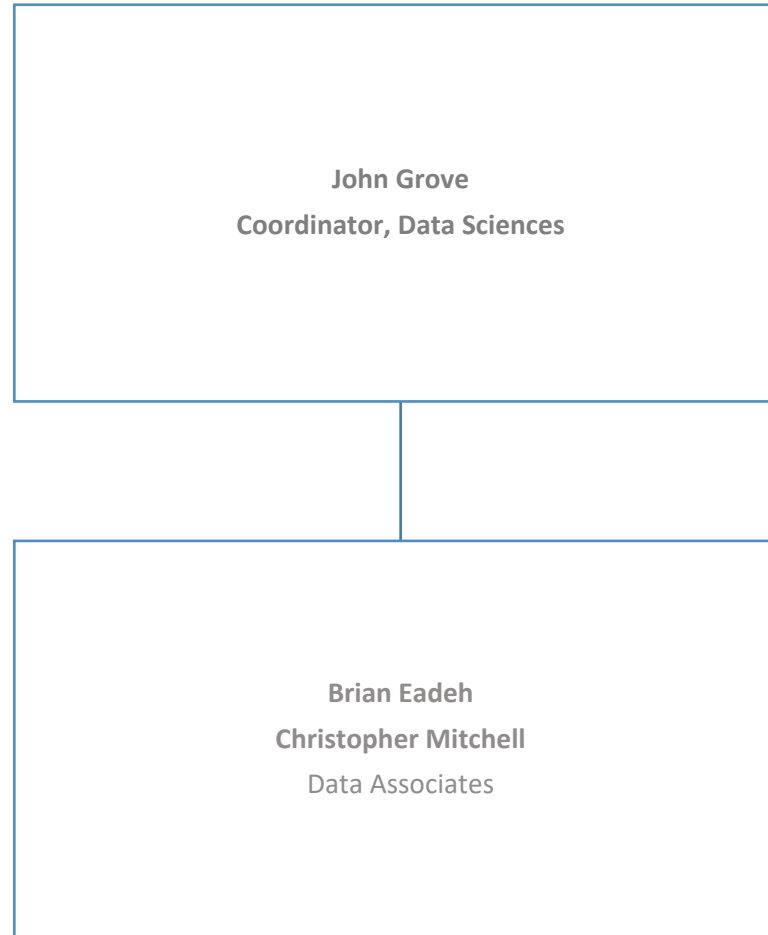 John Grove
Coordinator, Data Sciences
Brian Eadeh
Christopher Mitchell
Data Associates